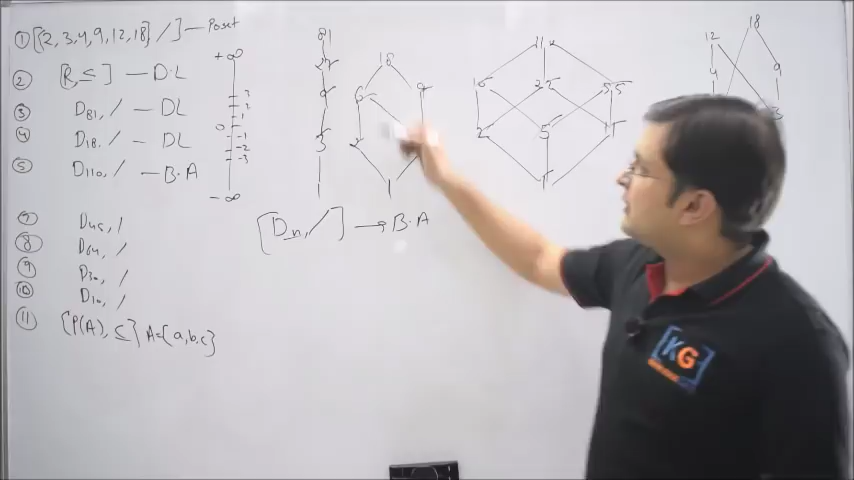 ① [{2, 3, 4, 9, 12, 18} /] — Poset
② [R, ≤] — D.L
③ D81, / — DL
④ D18, / — DL
⑤ D110, / — B.A
⑦ D45, /
⑧ D64, /
⑨ D30, /
⑩ D10, /
⑪ [P(A), ⊆] A={a,b,c}
+∞
3
2
1
0
-1
-2
-3
-∞
81
27
9
3
1
18
6 9
2
1
[Dn, /] → B.A
110
10 22 55
2 5 11
1
18
12
9
4
3
KG